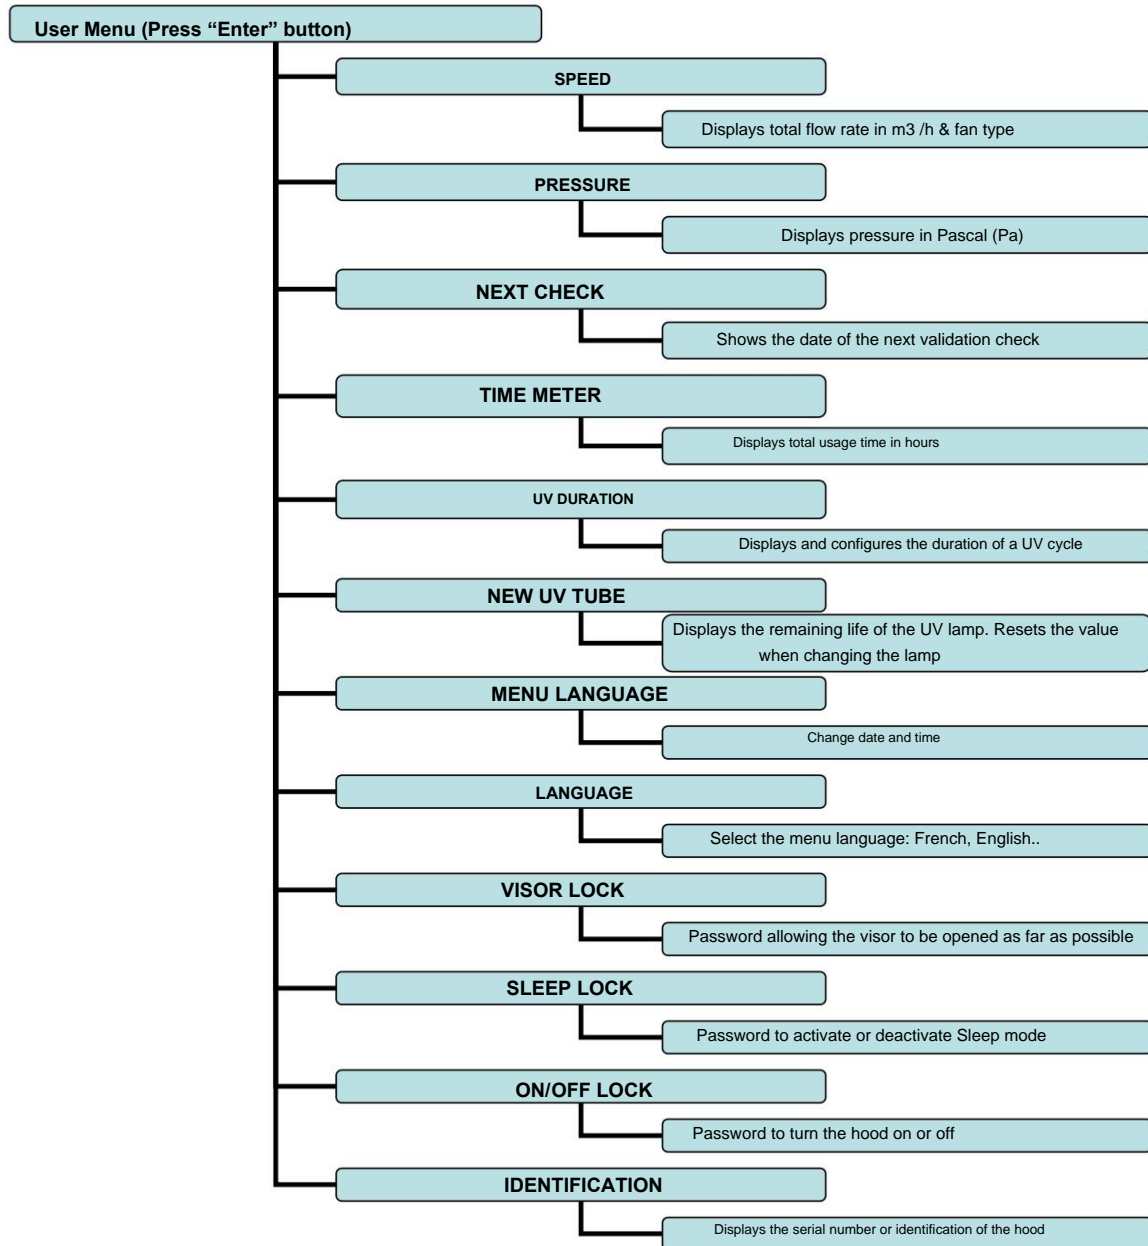 User Menu (Press “Enter” button)
SPEED
Displays total flow rate in m3 /h & fan type
PRESSURE
Displays pressure in Pascal (Pa)
NEXT CHECK
Shows the date of the next validation check
TIME METER
Displays total usage time in hours
UV DURATION
Displays and configures the duration of a UV cycle
NEW UV TUBE
Displays the remaining life of the UV lamp. Resets the value
when changing the lamp
MENU LANGUAGE
Change date and time
LANGUAGE
Select the menu language: French, English..
VISOR LOCK
Password allowing the visor to be opened as far as possible
SLEEP LOCK
Password to activate or deactivate Sleep mode
ON/OFF LOCK
Password to turn the hood on or off
IDENTIFICATION
Displays the serial number or identification of the hood